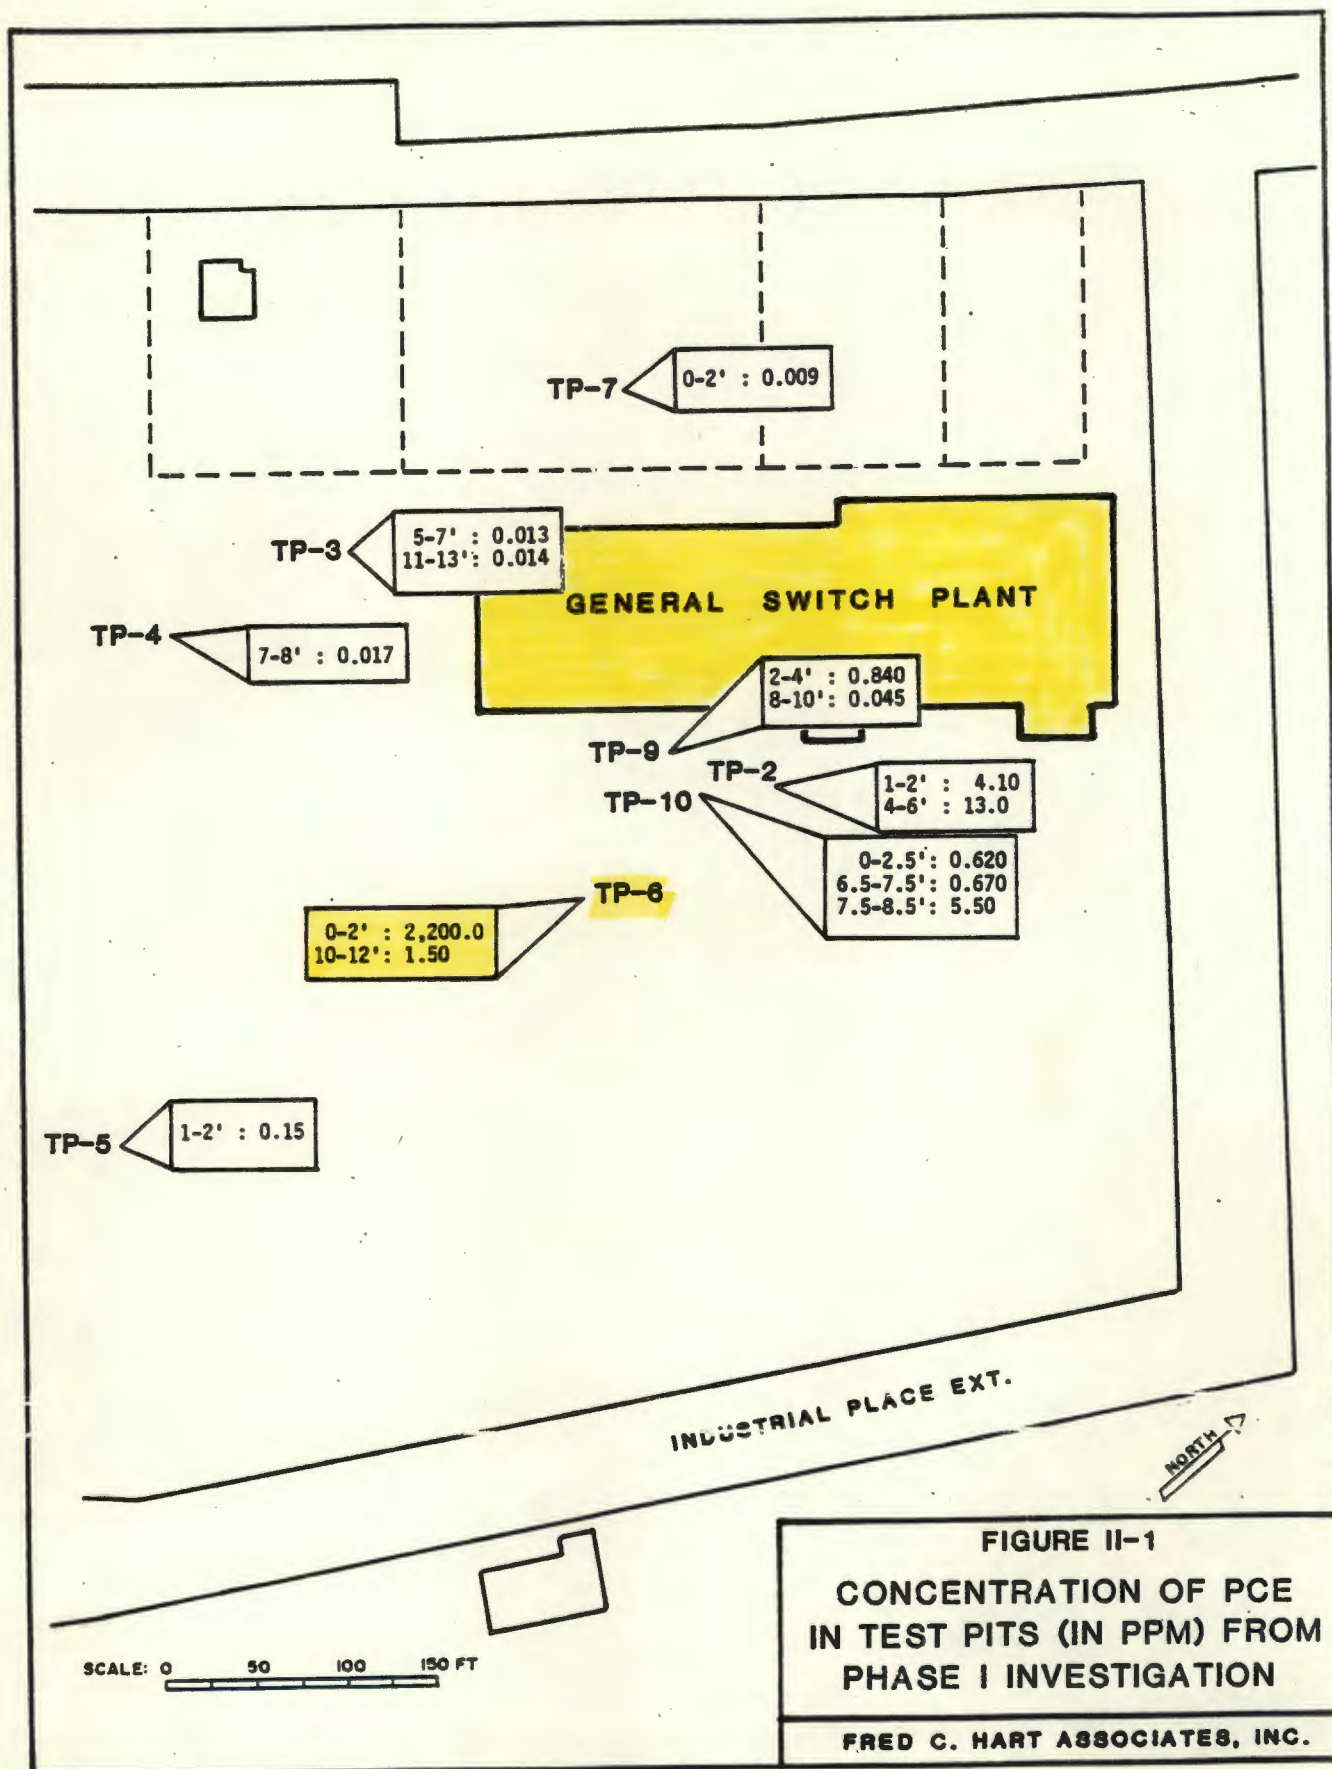 TP-7
0-2' : 0.009
TP-3
5-7' : 0.013
11-13': 0.014
GENERAL SWITCH PLANT
TP-4
7-8' : 0.017
2-4' : 0.840
8-10': 0.045
TP-9
TP-2
1-2' : 4.10
4-6' : 13.0
TP-10
0-2.5': 0.620
6.5-7.5': 0.670
7.5-8.5': 5.50
TP-6
0-2' : 2,200.0
10-12': 1.50
TP-5
1-2' : 0.15
INDUSTRIAL PLACE EXT.
NORTH
SCALE: 0 50 100 150 FT
FIGURE II-1
CONCENTRATION OF PCE
IN TEST PITS (IN PPM) FROM
PHASE I INVESTIGATION
FRED C. HART ASSOCIATES, INC.